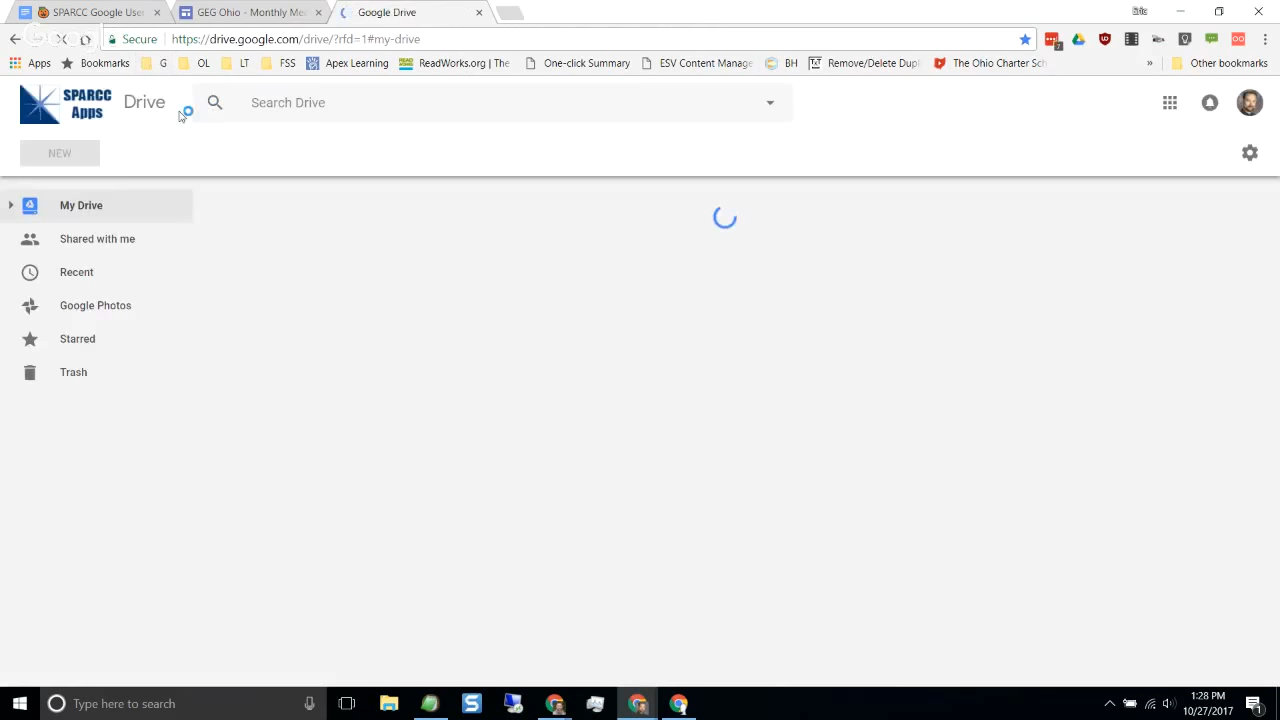 SPARCC Google Use
GEG Ohio - Monthly Me
Google Drive
Secure
https://drive.google.com/drive/?rfd=1#my-drive
7
Apps
Bookmarks
G
OL
LT
FSS
Apex Learning
ReadWorks.org | The
One-click Summary
ESV Content Manage
BH
Remove/Delete Dupl
The Ohio Charter Sch
»
Other bookmarks
SPARCC
Apps
Drive
Search Drive
NEW
My Drive
Shared with me
Recent
Google Photos
Starred
Trash
Type here to search
1:28 PM
10/27/2017
1